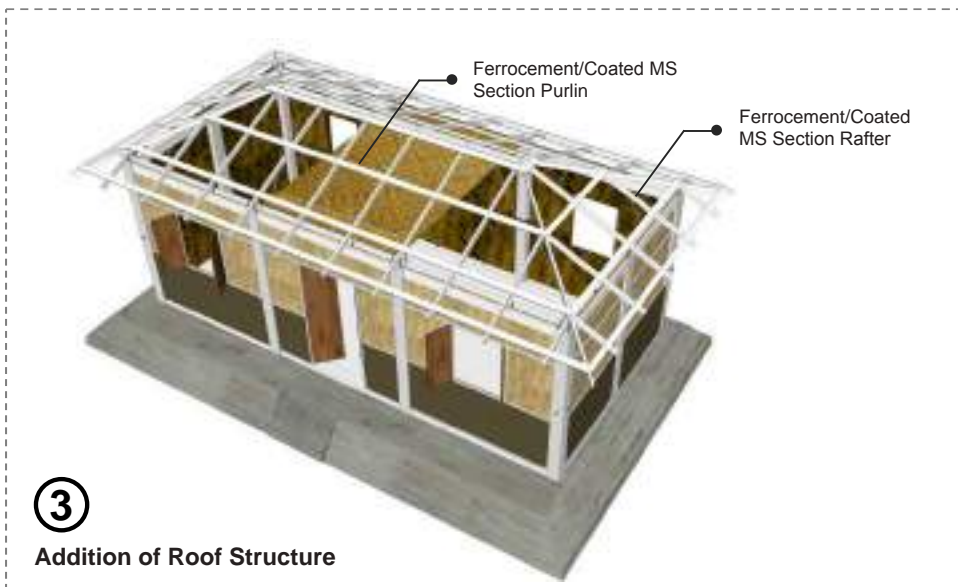 Ferrocement/Coated MS
Section Purlin
Ferrocement/Coated
MS Section Rafter
3
Addition of Roof Structure